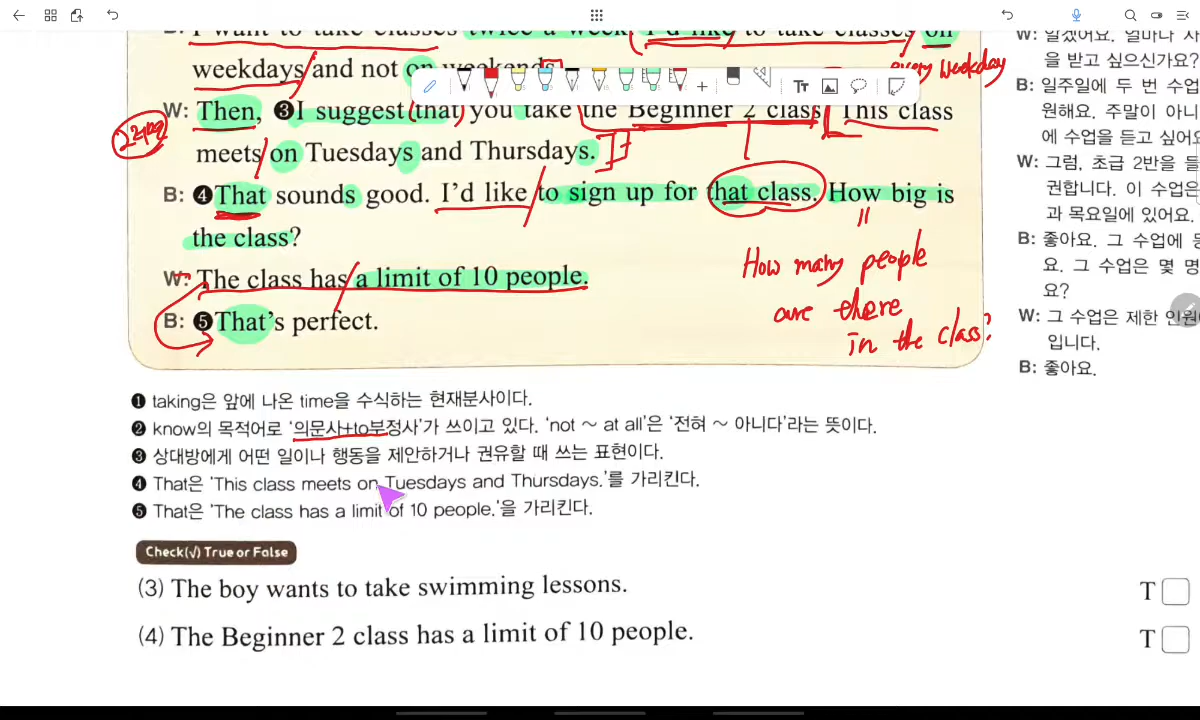 B: I want to take classes twice a week. I'd like to take classes on
weekdays and not on weekends.
every weekday
W: Then, ❸I suggest (that) you take the Beginner 2 class. This class
meets on Tuesdays and Thursdays.
B: ❹That sounds good. I'd like to sign up for that class. How big is
the class?
W: The class has a limit of 10 people.
B: ❺That's perfect.
How many people
are there
in the class?
❶ taking은 앞에 나온 time을 수식하는 현재분사이다.
❷ know의 목적어로 '의문사+to부정사'가 쓰이고 있다. 'not ~ at all'은 '전혀 ~ 아니다'라는 뜻이다.
❸ 상대방에게 어떤 일이나 행동을 제안하거나 권유할 때 쓰는 표현이다.
❹ That은 'This class meets on Tuesdays and Thursdays.'를 가리킨다.
❺ That은 'The class has a limit of 10 people.'을 가리킨다.
Check(√) True or False
(3) The boy wants to take swimming lessons. T
(4) The Beginner 2 class has a limit of 10 people. T
W: 알겠어요. 얼마나 자
을 받고 싶으신가요?
B: 일주일에 두 번 수업
원해요. 주말이 아니
에 수업을 듣고 싶어요
W: 그럼, 초급 2반을 들
권합니다. 이 수업은
과 목요일에 있어요.
B: 좋아요. 그 수업에 등
요. 그 수업은 몇 명
요?
W: 그 수업은 제한 인원이
입니다.
B: 좋아요.